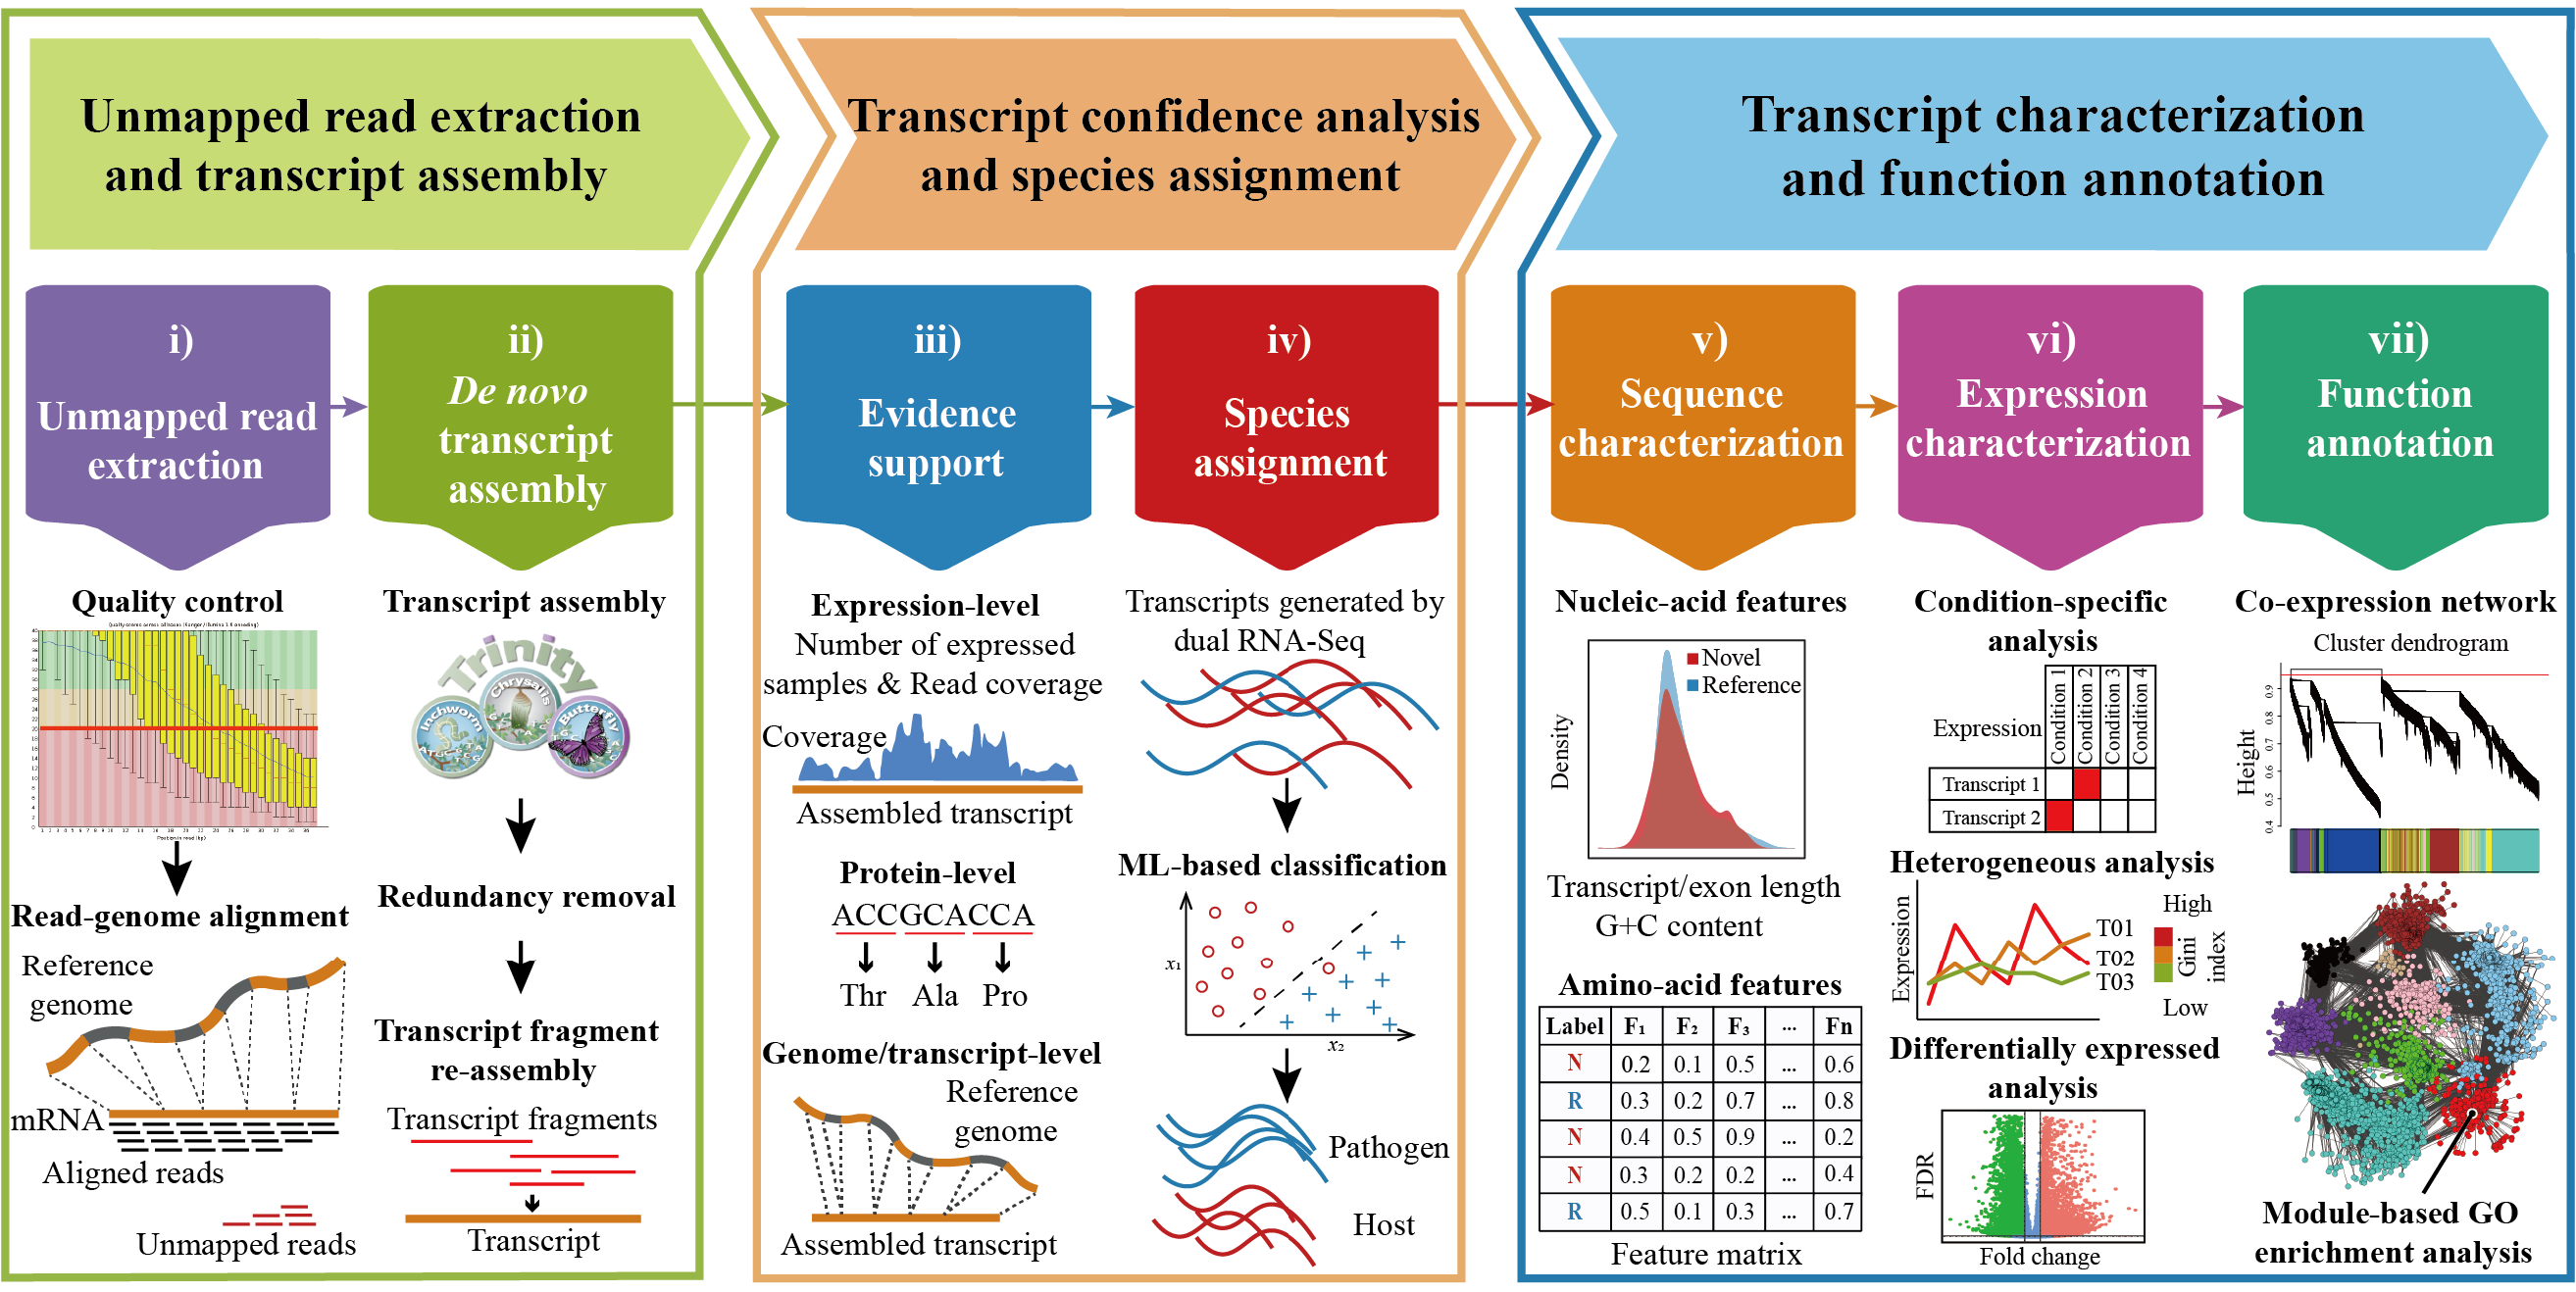 Unmapped read extraction
and transcript assembly
Transcript confidence analysis
and species assignment
Transcript characterization
and function annotation
i)
Unmapped read
extraction
ii)
De novo
transcript
assembly
iii)
Evidence
support
iv)
Species
assignment
v)
Sequence
characterization
vi)
Expression
characterization
vii)
Function
annotation
Quality control
Read-genome alignment
Reference
genome
mRNA
Aligned reads
Unmapped reads
Transcript assembly
Trinity
Inchworm
Chrysalis
Butterfly
Redundancy removal
Transcript fragment
re-assembly
Transcript fragments
Transcript
Expression-level
Number of expressed
samples & Read coverage
Coverage
Assembled transcript
Protein-level
ACCGCACCA
Thr Ala Pro
Genome/transcript-level
Reference
genome
Assembled transcript
Transcripts generated by
dual RNA-Seq
ML-based classification
x₁
x₂
Pathogen
Host
Nucleic-acid features
Novel
Reference
Density
Transcript/exon length
G+C content
Amino-acid features
Label F₁ F₂ F₃ ... Fn
N 0.2 0.1 0.5 ... 0.6
R 0.3 0.2 0.7 ... 0.8
N 0.4 0.5 0.9 ... 0.2
N 0.3 0.2 0.2 ... 0.4
R 0.5 0.1 0.3 ... 0.7
Feature matrix
Condition-specific
analysis
Expression
Condition 1
Condition 2
Condition 3
Condition 4
Transcript 1
Transcript 2
Heterogeneous analysis
Expression
T01
T02
T03
High
Gini
index
Low
Differentially expressed
analysis
FDR
Fold change
Co-expression network
Cluster dendrogram
Height
0.9
0.8
0.7
0.6
0.5
0.4
Module-based GO
enrichment analysis